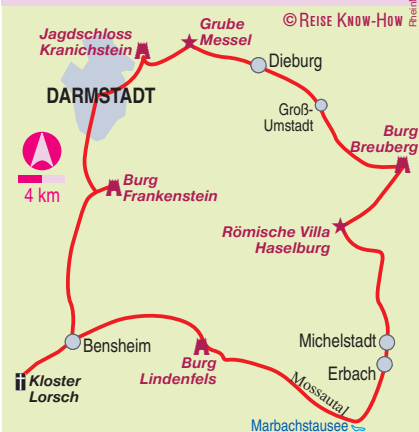 © REISE KNOW-HOW
Jagdschloss
Kranichstein
Grube
Messel
Dieburg
DARMSTADT
Groß-
Umstadt
Burg
Breuberg
4 km
Burg
Frankenstein
Römische Villa
Haselburg
Bensheim
Michelstadt
Erbach
Burg
Lindenfels
Kloster
Lorsch
Mossautal
Marbachstausee